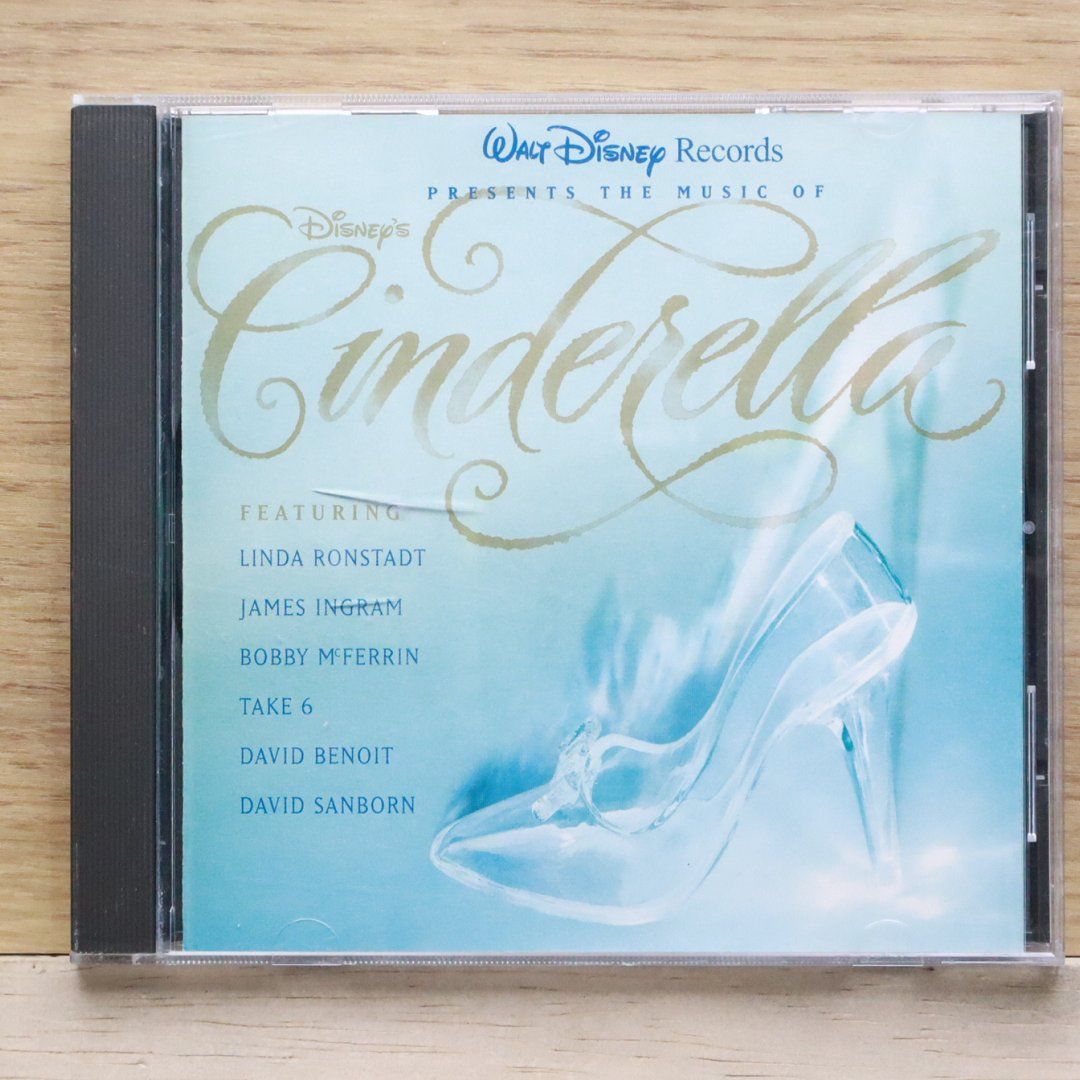 WALT DISNEY Records
PRESENTS THE MUSIC OF
DISNEY'S
Cinderella
FEATURING
LINDA RONSTADT
JAMES INGRAM
BOBBY McFERRIN
TAKE 6
DAVID BENOIT
DAVID SANBORN